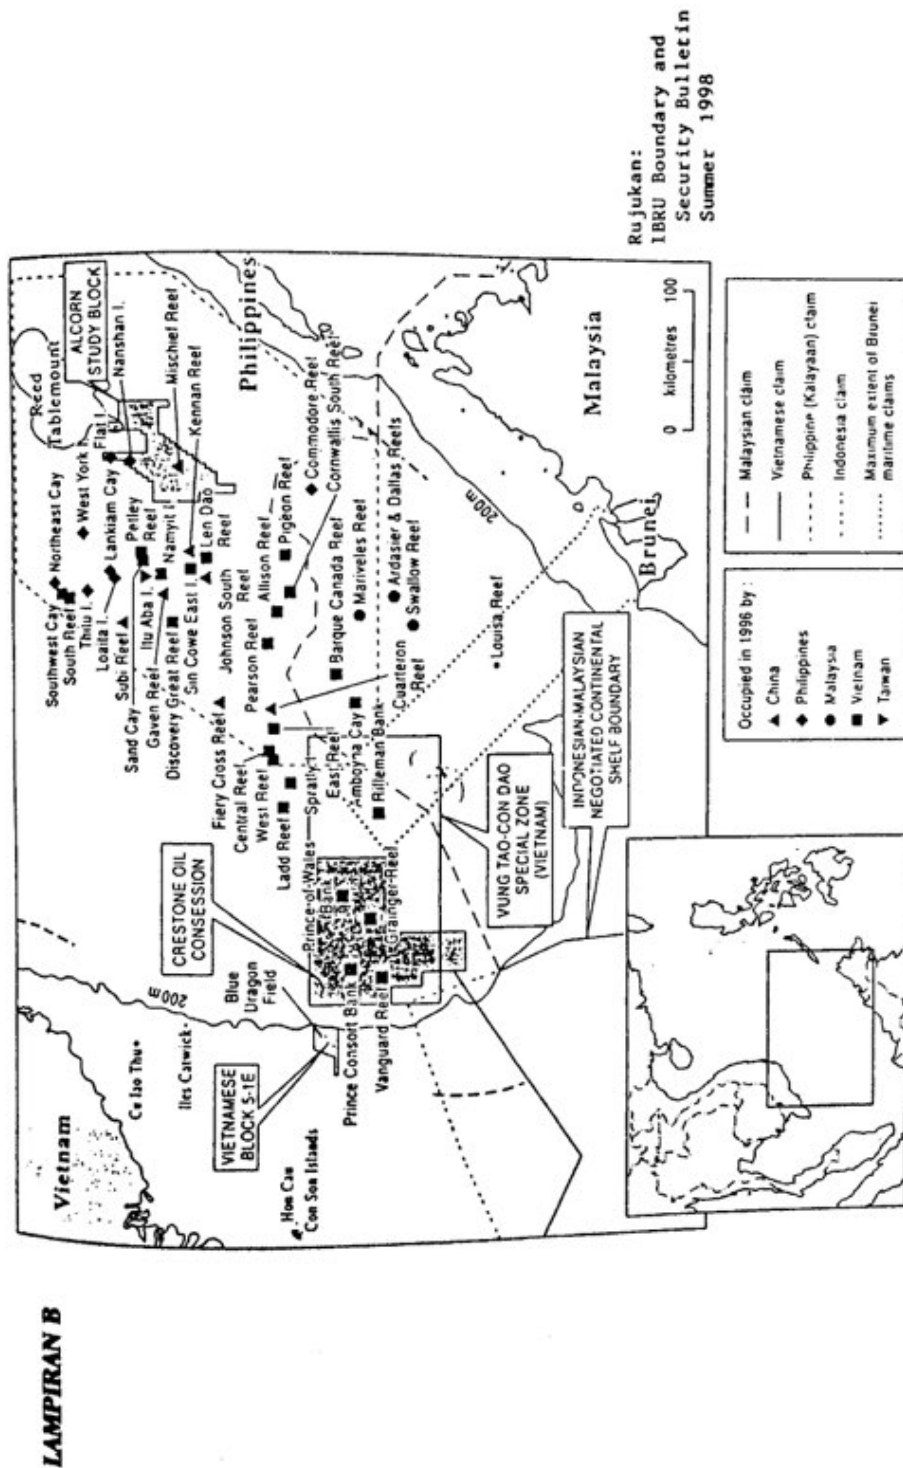 LAMPIRAN B
Vietnam
Cu lao Thu
Iles Catwick
Hon Cau
Con Son Islands
200m
VIETNAMESE
BLOCK 5-1E
Blue
Dragon
Field
CRESTONE OIL
CONSESSION
Prince of Wales
Bank
Prince Consort Bank
Vanguard Reef
Grainger Reef
Southwest Cay
Northeast Cay
South Reef
Thitu I.
West York I.
Loaita I.
Lankiam Cay
Flat I.
Subi Reef
Sand Cay
Petley
Reef
Itu Aba I.
Gaven Reef
Namyit I.
Discovery Great Reef
Sin Cowe East I.
Len Dao
Reef
Reed
Tablemount
ALCORN
STUDY BLOCK
Nanshan I.
Mischief Reef
Kennan Reef
Johnson South
Reef
Fiery Cross Reef
Central Reef
West Reef
Pearson Reef
Allison Reef
Pigeon Reef
Commodore Reef
Cornwallis South Reef
Ladd Reef
Spratly I.
East Reef
Amboyna Cay
Rifleman Bank
Barque Canada Reef
Mariveles Reef
Cuarteron
Reef
Ardasier & Dallas Reefs
Swallow Reef
Louisa Reef
Philippines
Malaysia
Brunei
200m
VUNG TAO-CON DAO
SPECIAL ZONE
(VIETNAM)
INDONESIAN-MALAYSIAN
NEGOTIATED CONTINENTAL
SHELF BOUNDARY
0 100
kilometres
Occupied in 1996 by :
China
Philippines
Malaysia
Vietnam
Taiwan
Malaysian claim
Vietnamese claim
Philippine (Kalayaan) claim
Indonesia claim
Maximum extent of Brunei
maritime claims
Rujukan:
IBRU Boundary and
Security Bulletin
Summer 1998